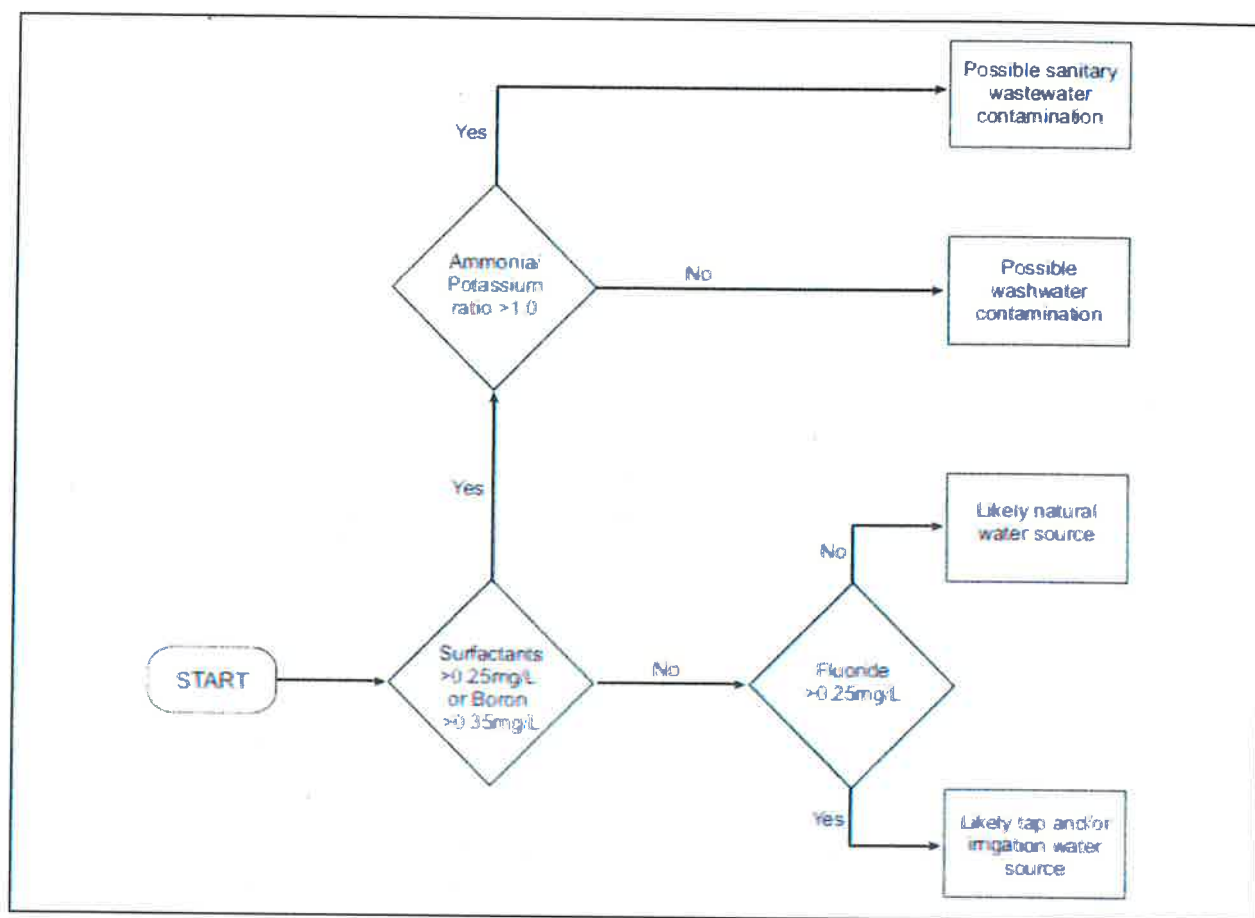 Possible sanitary
wastewater
contamination
Yes
Ammonia/
Potassium
ratio >1.0
No
Possible
washwater
contamination
Yes
Likely natural
water source
No
START
Surfactants
>0.25mg/L
or Boron
>0.35mg/L
No
Fluoride
>0.25mg/L
Yes
Likely tap and/or
irrigation water
source